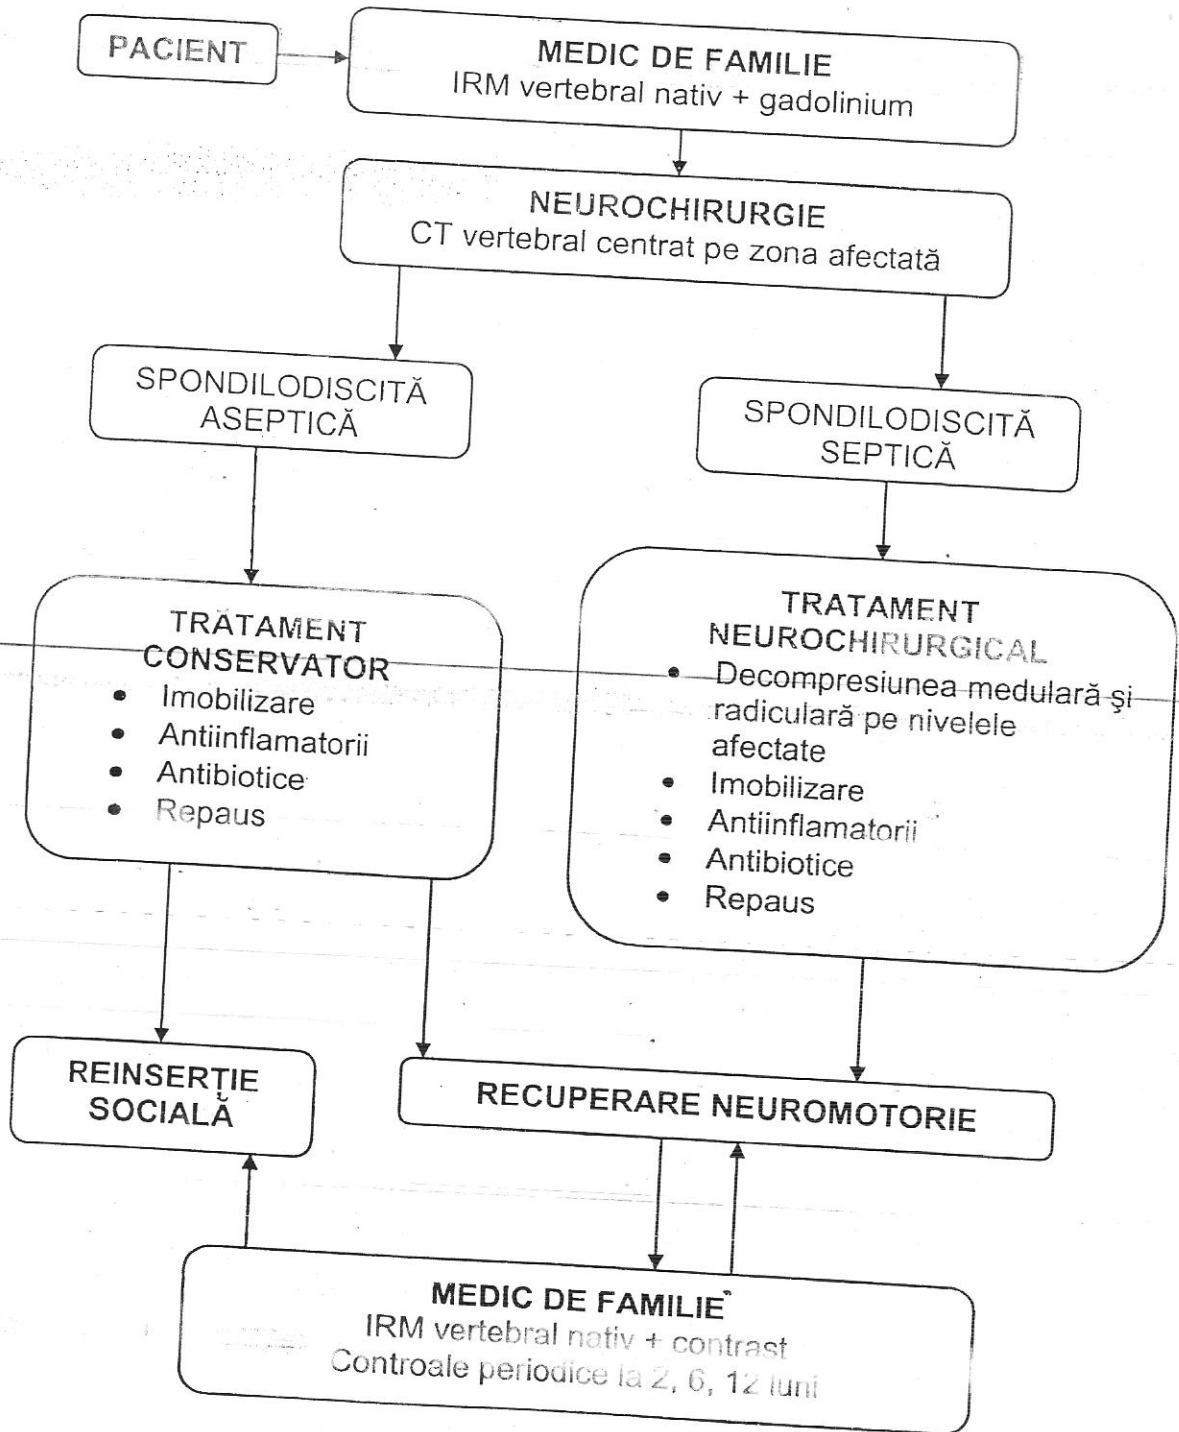 PACIENT
MEDIC DE FAMILIE
IRM vertebral nativ + gadolinium
NEUROCHIRURGIE
CT vertebral centrat pe zona afectată
SPONDILODISCITĂ
ASEPTICĂ
SPONDILODISCITĂ
SEPTICĂ
TRATAMENT
CONSERVATOR
• Imobilizare
• Antiinflamatorii
• Antibiotice
• Repaus
TRATAMENT
NEUROCHIRURGICAL
• Decompresiunea medulară şi
radiculară pe nivelele
afectate
• Imobilizare
• Antiinflamatorii
• Antibiotice
• Repaus
REINSERŢIE
SOCIALĂ
RECUPERARE NEUROMOTORIE
MEDIC DE FAMILIE
IRM vertebral nativ + contrast
Controale periodice la 2, 6, 12 luni